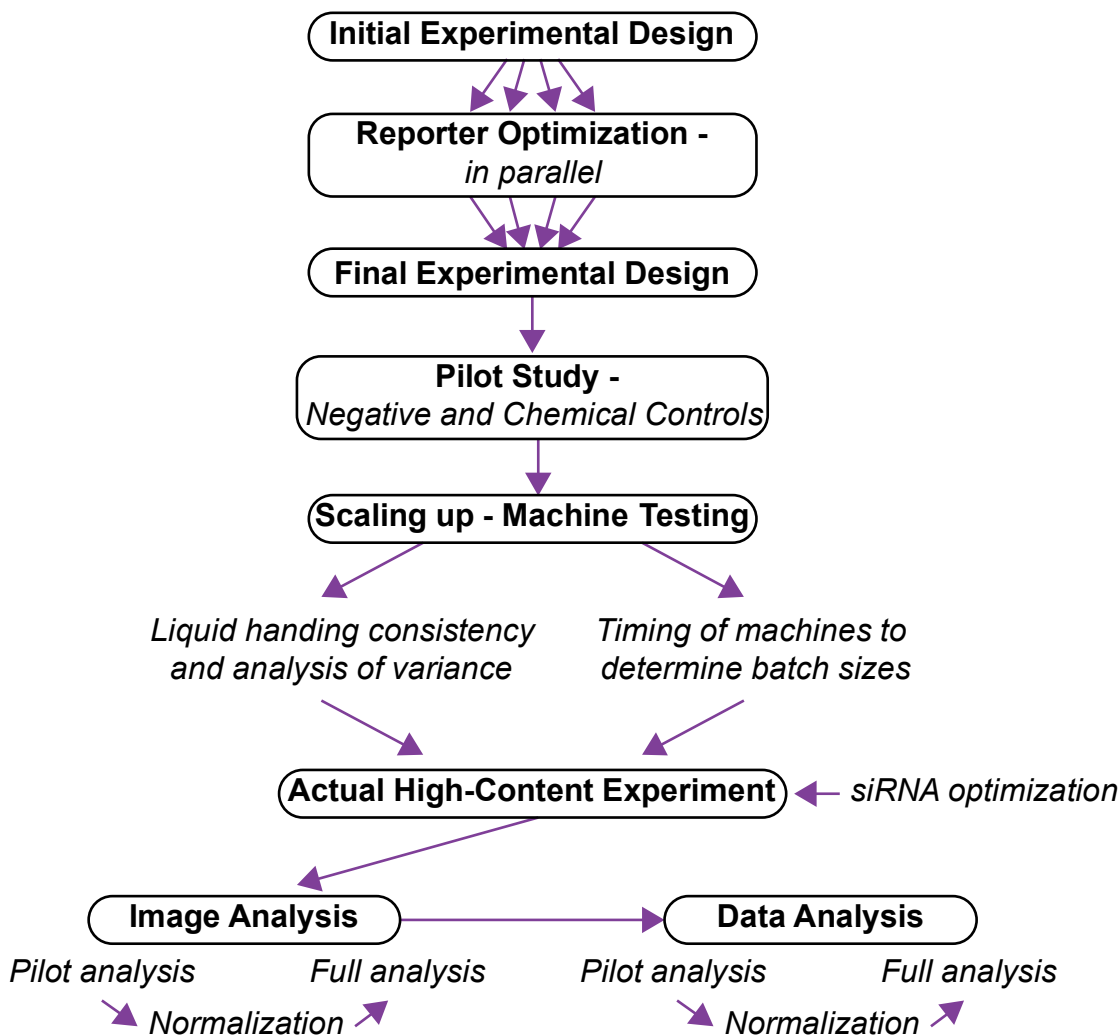 Initial Experimental Design
Reporter Optimization -
in parallel
Final Experimental Design
Pilot Study -
Negative and Chemical Controls
Scaling up - Machine Testing
Liquid handing consistency
and analysis of variance
Timing of machines to
determine batch sizes
Actual High-Content Experiment
siRNA optimization
Image Analysis
Data Analysis
Pilot analysis
Full analysis
Normalization
Pilot analysis
Full analysis
Normalization